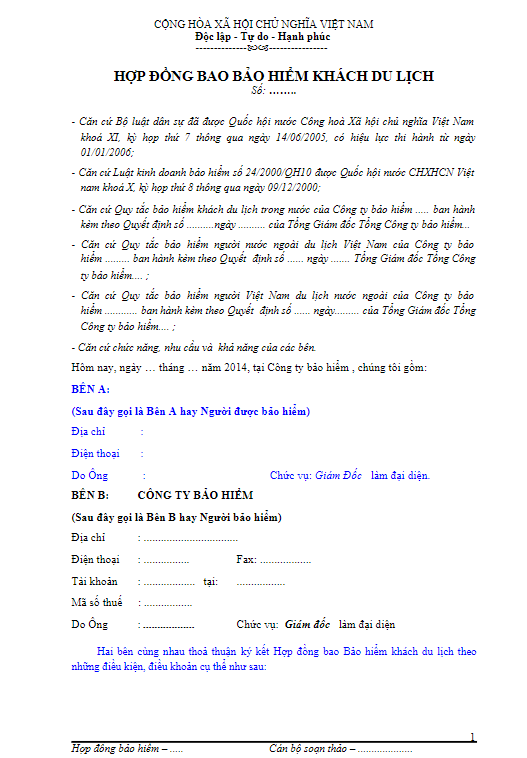 CỘNG HÒA XÃ HỘI CHỦ NGHĨA VIỆT NAM
Độc lập - Tự do - Hạnh phúc
HỢP ĐỒNG BAO BẢO HIỂM KHÁCH DU LỊCH
Số: ........
- Căn cứ Bộ luật dân sự đã được Quốc hội nước Công hoà Xã hội chủ nghĩa Việt Nam
khoá XI, kỳ họp thứ 7 thông qua ngày 14/06/2005, có hiệu lực thi hành từ ngày
01/01/2006;
- Căn cứ Luật kinh doanh bảo hiểm số 24/2000/QH10 được Quốc hội nước CHXHCN Việt
nam khoá X, kỳ họp thứ 8 thông qua ngày 09/12/2000;
- Căn cứ Quy tắc bảo hiểm khách du lịch trong nước của Công ty bảo hiểm ..... ban hành
kèm theo Quyết định số ..........ngày .......... của Tổng Giám đốc Tổng Công ty bảo hiểm...
- Căn cứ Quy tắc bảo hiểm người nước ngoài du lịch Việt Nam của Công ty bảo
hiểm ......... ban hành kèm theo Quyết định số ...... ngày ....... Tổng Giám đốc Tổng Công
ty bảo hiểm.... ;
- Căn cứ Quy tắc bảo hiểm người Việt Nam du lịch nước ngoài của Công ty bảo
hiểm ............ ban hành kèm theo Quyết định số ...... ngày......... của Tổng Giám đốc Tổng
Công ty bảo hiểm.... ;
- Căn cứ chức năng, nhu cầu và khả năng của các bên.
Hôm nay, ngày … tháng … năm 2014, tại Công ty bảo hiểm , chúng tôi gồm:
BÊN A:
(Sau đây gọi là Bên A hay Người được bảo hiểm)
Địa chỉ :
Điện thoại :
Do Ông : Chức vụ: Giám Đốc làm đại diện.
BÊN B: CÔNG TY BẢO HIỂM
(Sau đây gọi là Bên B hay Người bảo hiểm)
Địa chỉ : .................................
Điện thoại : ................ Fax: ..................
Tài khoản : .................. tại: .................
Mã số thuế : .................
Do Ông : .................. Chức vụ: Giám đốc làm đại diện
Hai bên cùng nhau thoả thuận ký kết Hợp đồng bao Bảo hiểm khách du lịch theo
những điều kiện, điều khoản cụ thể như sau:
1
Hợp đồng bảo hiểm – ..... Cán bộ soạn thảo – ...................